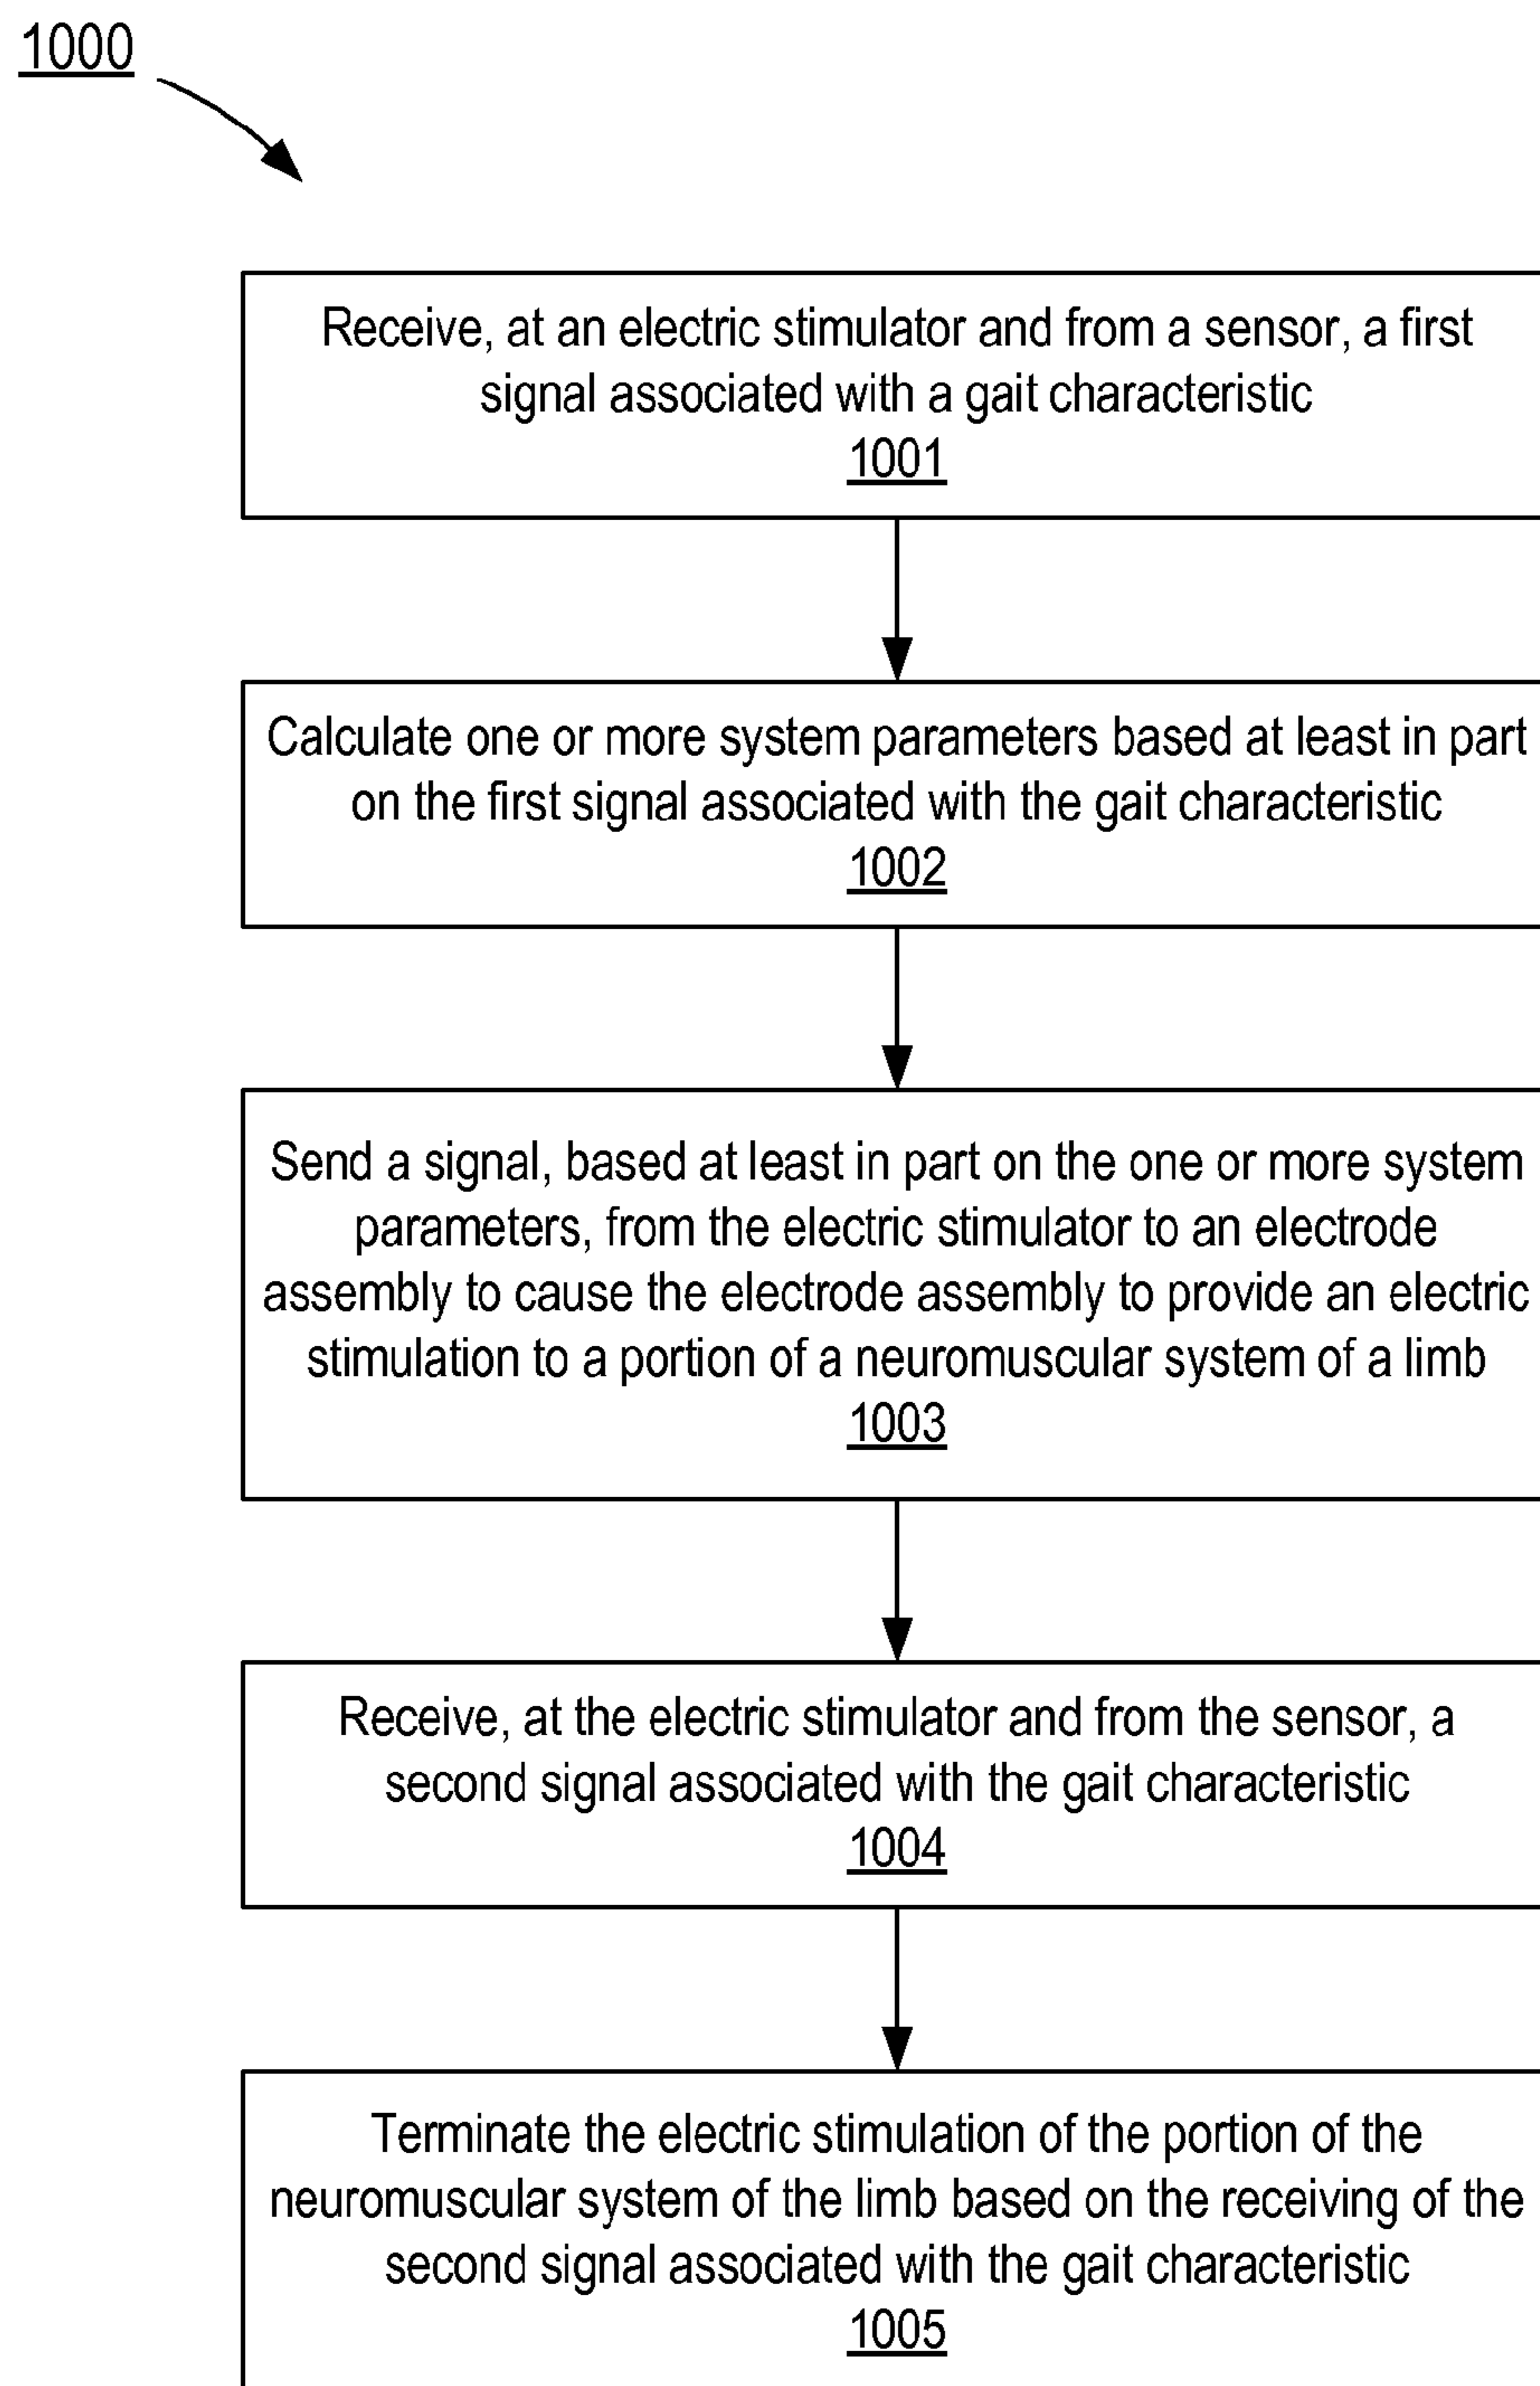 1000
Receive, at an electric stimulator and from a sensor, a first
signal associated with a gait characteristic
1001
Calculate one or more system parameters based at least in part
on the first signal associated with the gait characteristic
1002
Send a signal, based at least in part on the one or more system
parameters, from the electric stimulator to an electrode
assembly to cause the electrode assembly to provide an electric
stimulation to a portion of a neuromuscular system of a limb
1003
Receive, at the electric stimulator and from the sensor, a
second signal associated with the gait characteristic
1004
Terminate the electric stimulation of the portion of the
neuromuscular system of the limb based on the receiving of the
second signal associated with the gait characteristic
1005